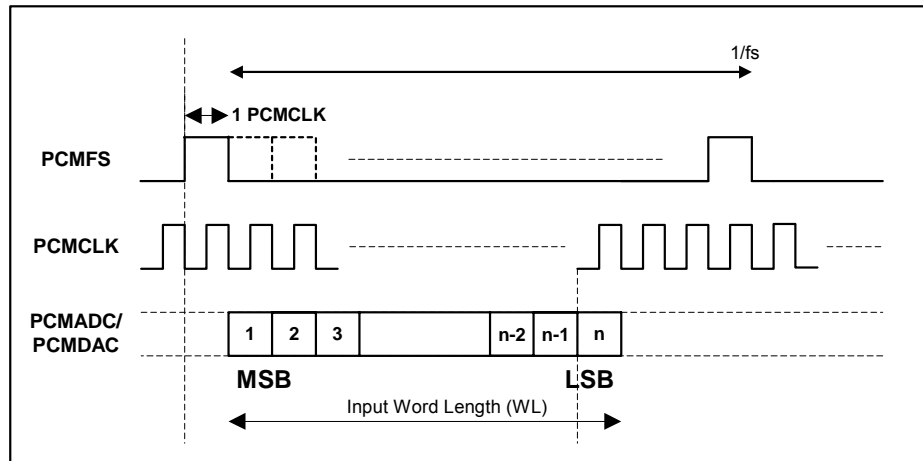 1/fs
1 PCMCLK
PCMFS
PCMCLK
PCMADC/
PCMDAC
1 2 3 n-2 n-1 n
MSB LSB
Input Word Length (WL)